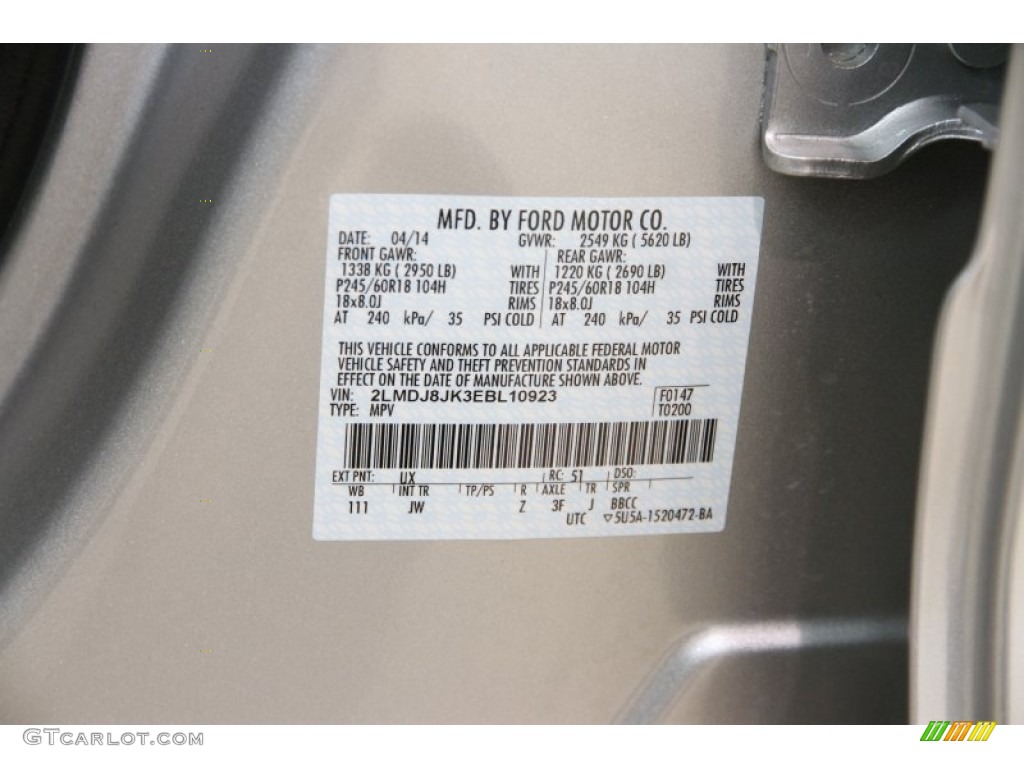 MFD. BY FORD MOTOR CO.
DATE: 04/14 GVWR: 2549 KG ( 5620 LB)
FRONT GAWR: REAR GAWR:
1338 KG ( 2950 LB) WITH 1220 KG ( 2690 LB) WITH
P245/60R18 104H TIRES P245/60R18 104H TIRES
18x8.0J RIMS 18x8.0J RIMS
AT 240 kPa/ 35 PSI COLD AT 240 kPa/ 35 PSI COLD
THIS VEHICLE CONFORMS TO ALL APPLICABLE FEDERAL MOTOR
VEHICLE SAFETY AND THEFT PREVENTION STANDARDS IN
EFFECT ON THE DATE OF MANUFACTURE SHOWN ABOVE.
VIN: 2LMDJ8JK3EBL10923 F0147
TYPE: MPV T0200
EXT PNT: UX RC: 51 DSO:
WB INT TR TP/PS R AXLE TR SPR
111 JW Z 3F J BBCC
UTC ▽5U5A-1520472-BA
GTCARLOT.COM